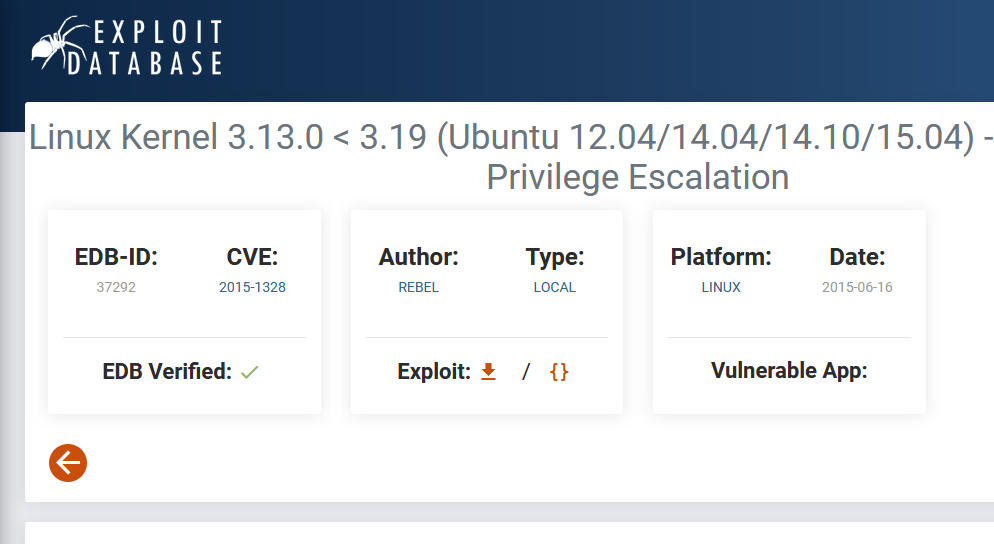 EXPLOIT
DATABASE
Linux Kernel 3.13.0 < 3.19 (Ubuntu 12.04/14.04/14.10/15.04) -
Privilege Escalation
EDB-ID: CVE:
37292 2015-1328
EDB Verified:
Author: Type:
REBEL LOCAL
Exploit: / {}
Platform: Date:
LINUX 2015-06-16
Vulnerable App: